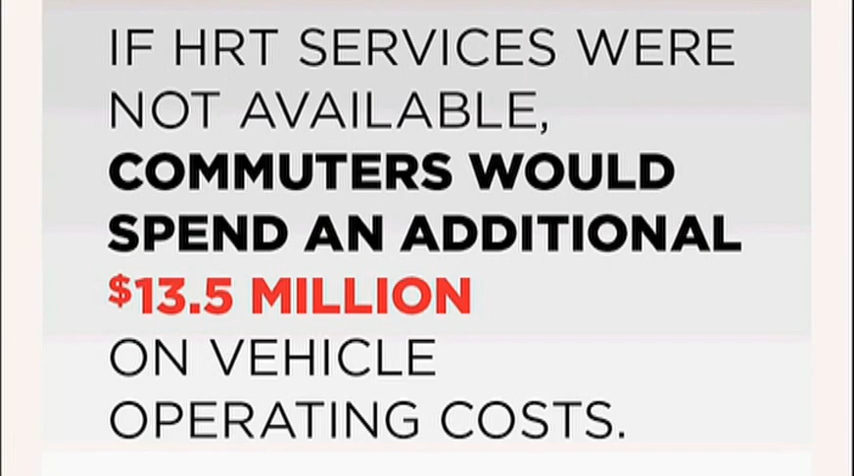 IF HRT SERVICES WERE
NOT AVAILABLE,
COMMUTERS WOULD
SPEND AN ADDITIONAL
$13.5 MILLION
ON VEHICLE
OPERATING COSTS.